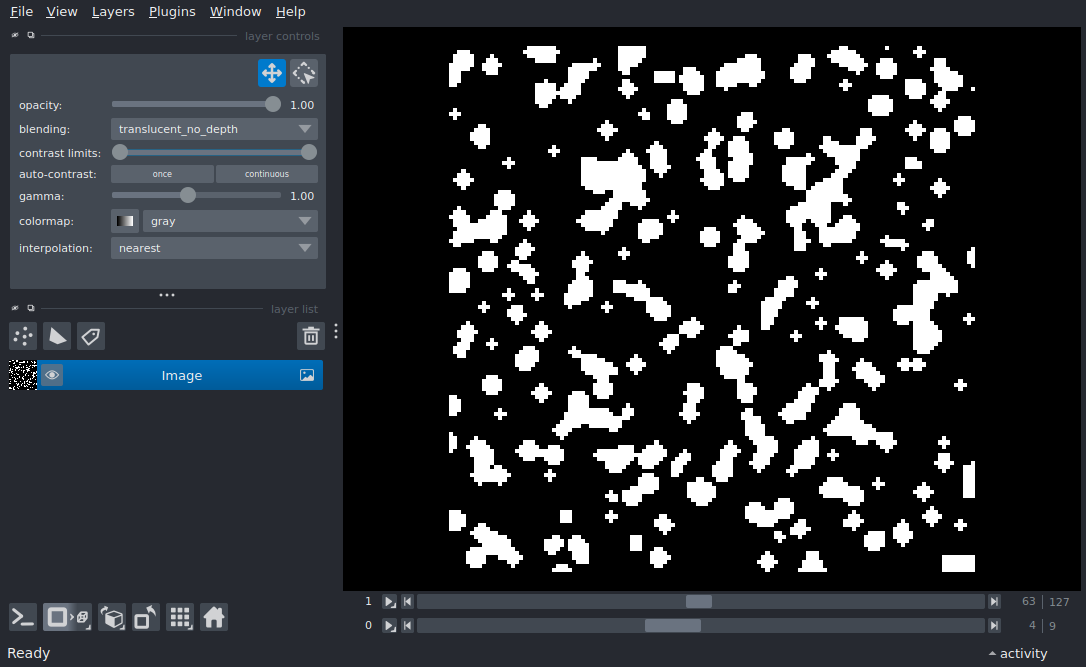 File View Layers Plugins Window Help
layer controls
opacity: 1.00
blending: translucent_no_depth
contrast limits:
auto-contrast: once continuous
gamma: 1.00
colormap: gray
interpolation: nearest
layer list
Image
1 63 127
0 4 9
Ready activity